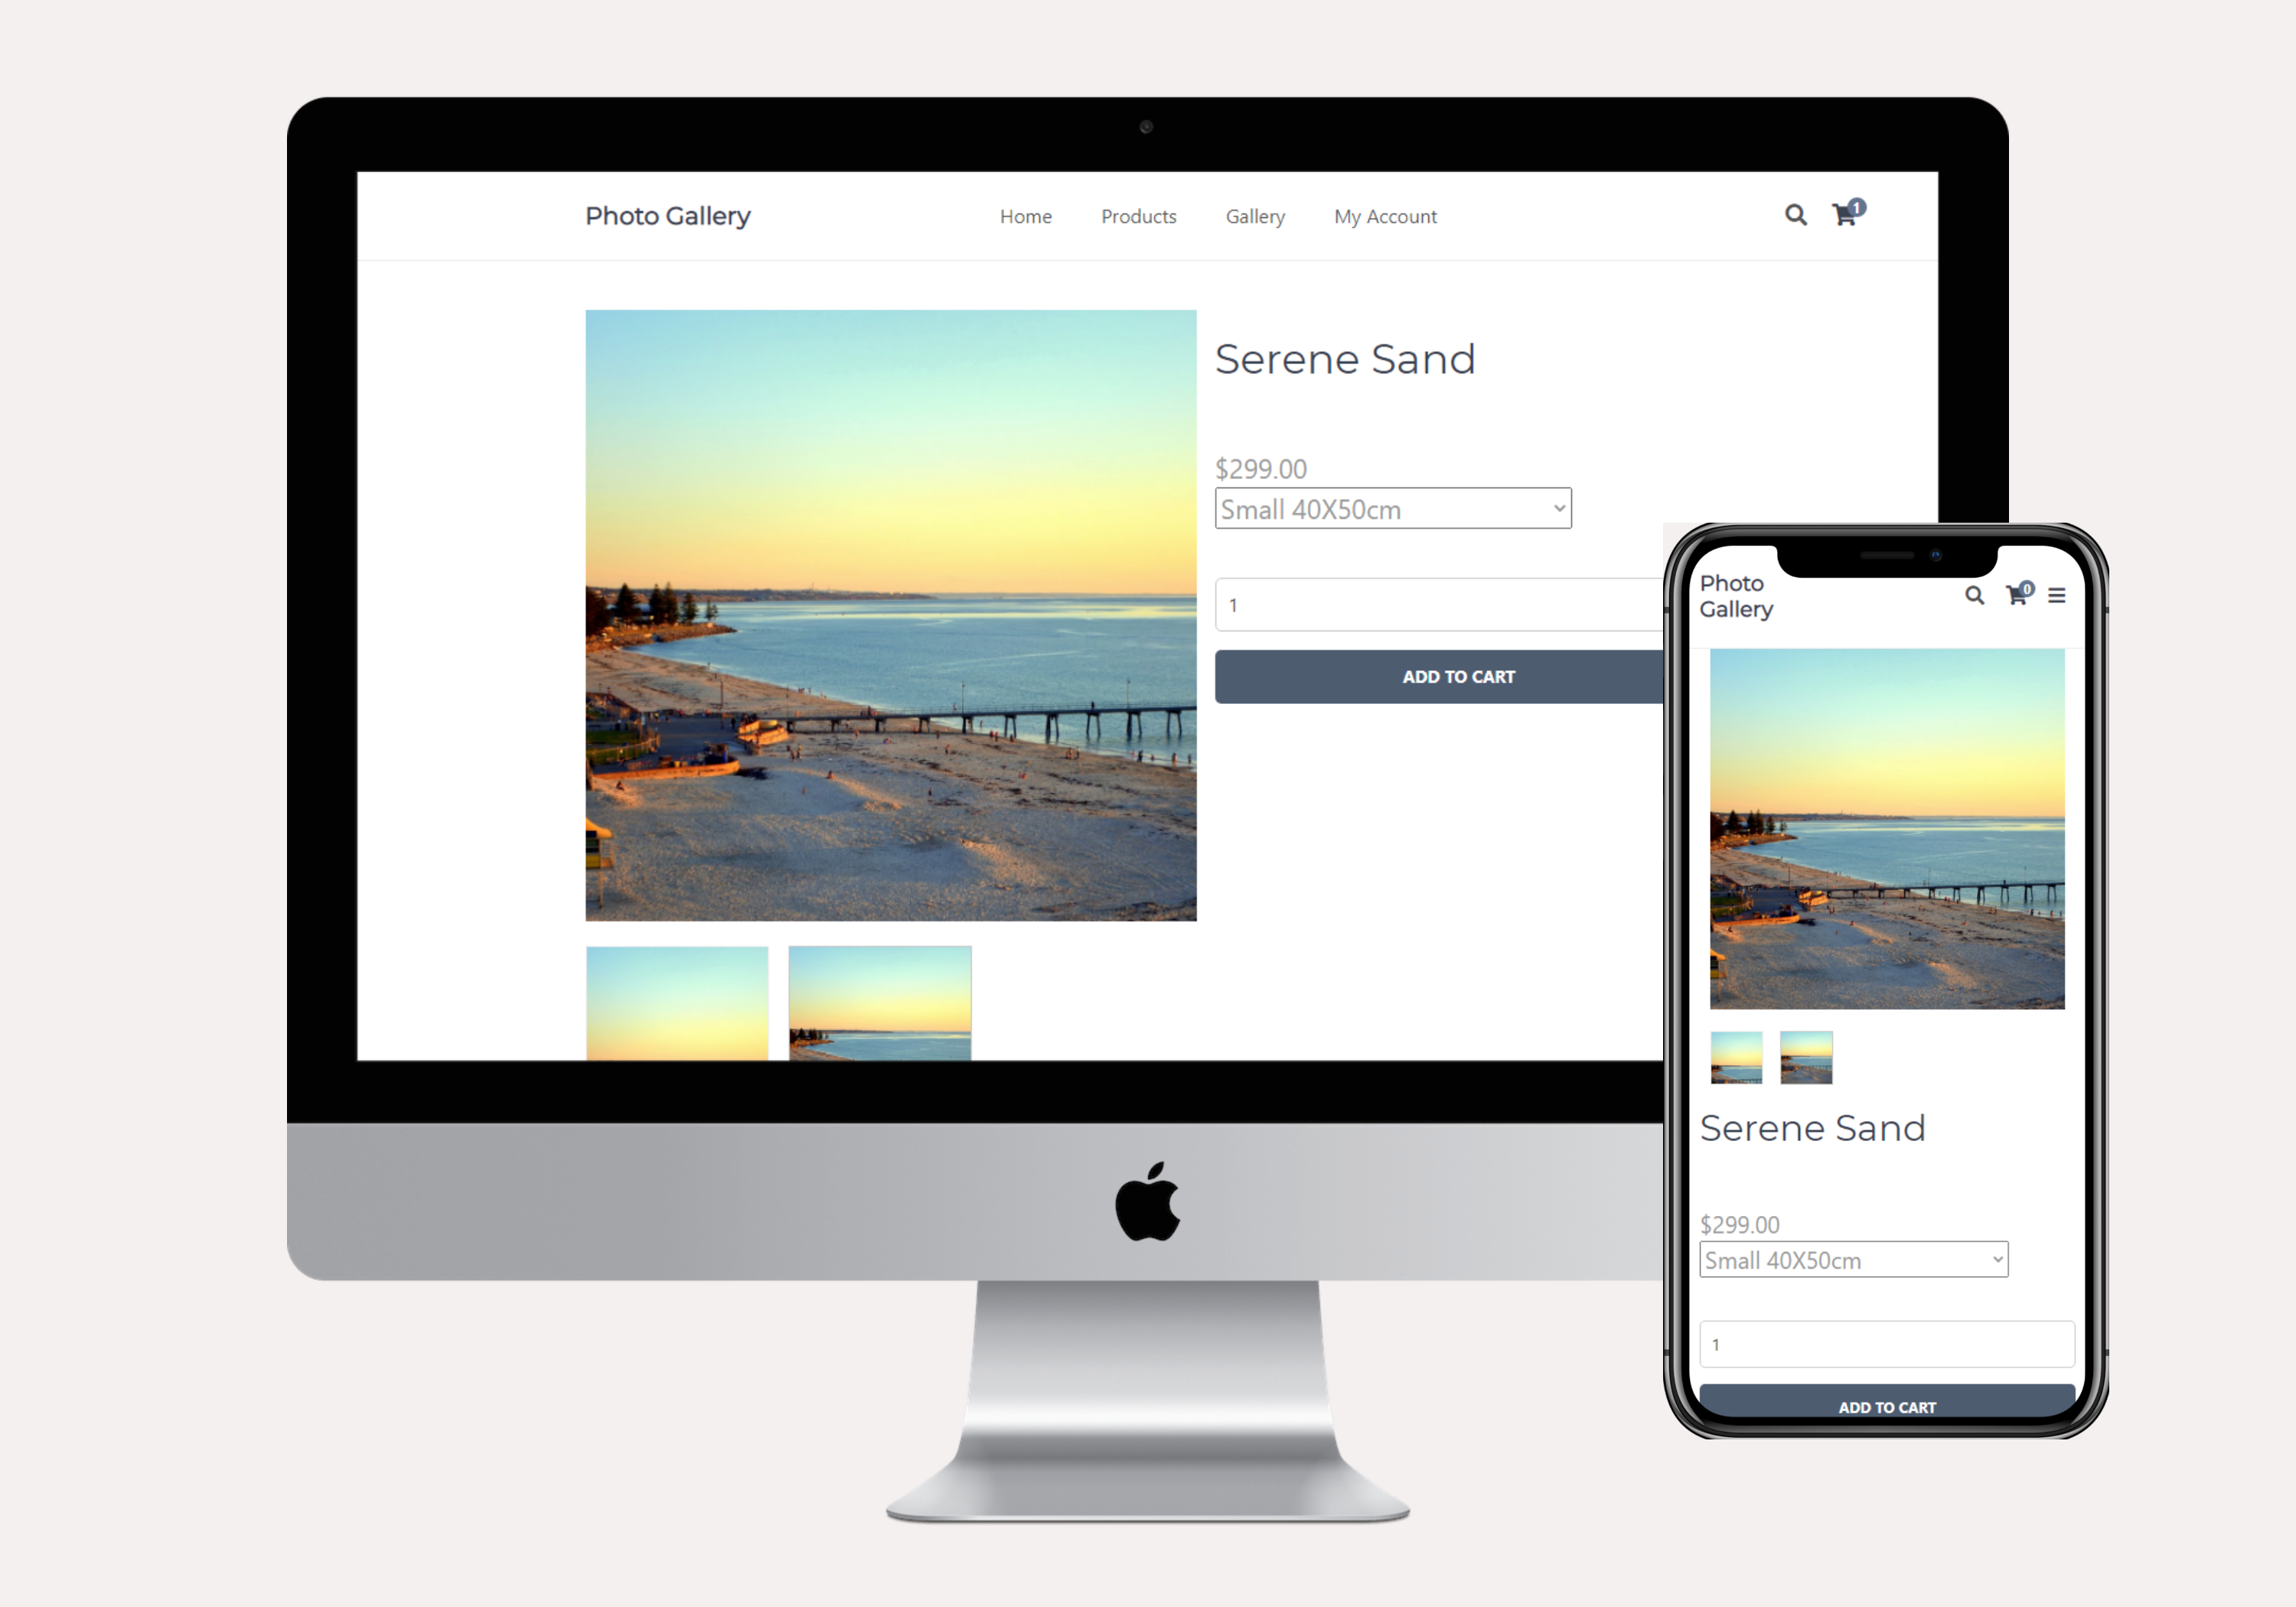 Photo Gallery
Home
Products
Gallery
My Account
1
Serene Sand
$299.00
Small 40X50cm
1
ADD TO CART
Photo
Gallery
0
Serene Sand
$299.00
Small 40X50cm
1
ADD TO CART